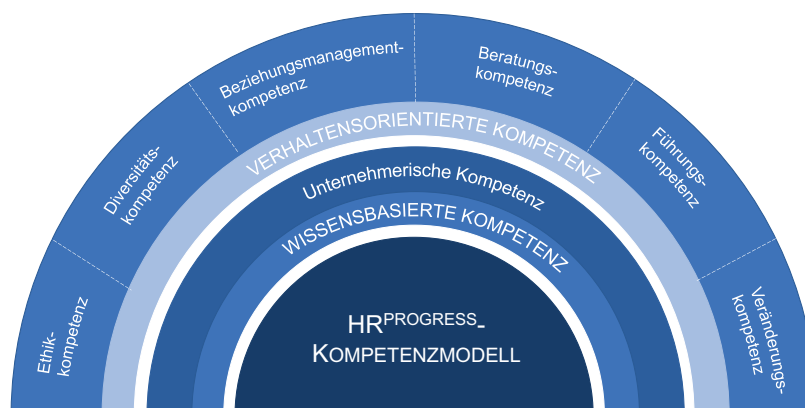 Ethik-
kompetenz
Diversitäts-
kompetenz
Beziehungsmanagement-
kompetenz
Beratungs-
kompetenz
Führungs-
kompetenz
Veränderungs-
kompetenz
VERHALTENSORIENTIERTE KOMPETENZ
Unternehmerische Kompetenz
WISSENSBASIERTE KOMPETENZ
HRPROGRESS-
KOMPETENZMODELL